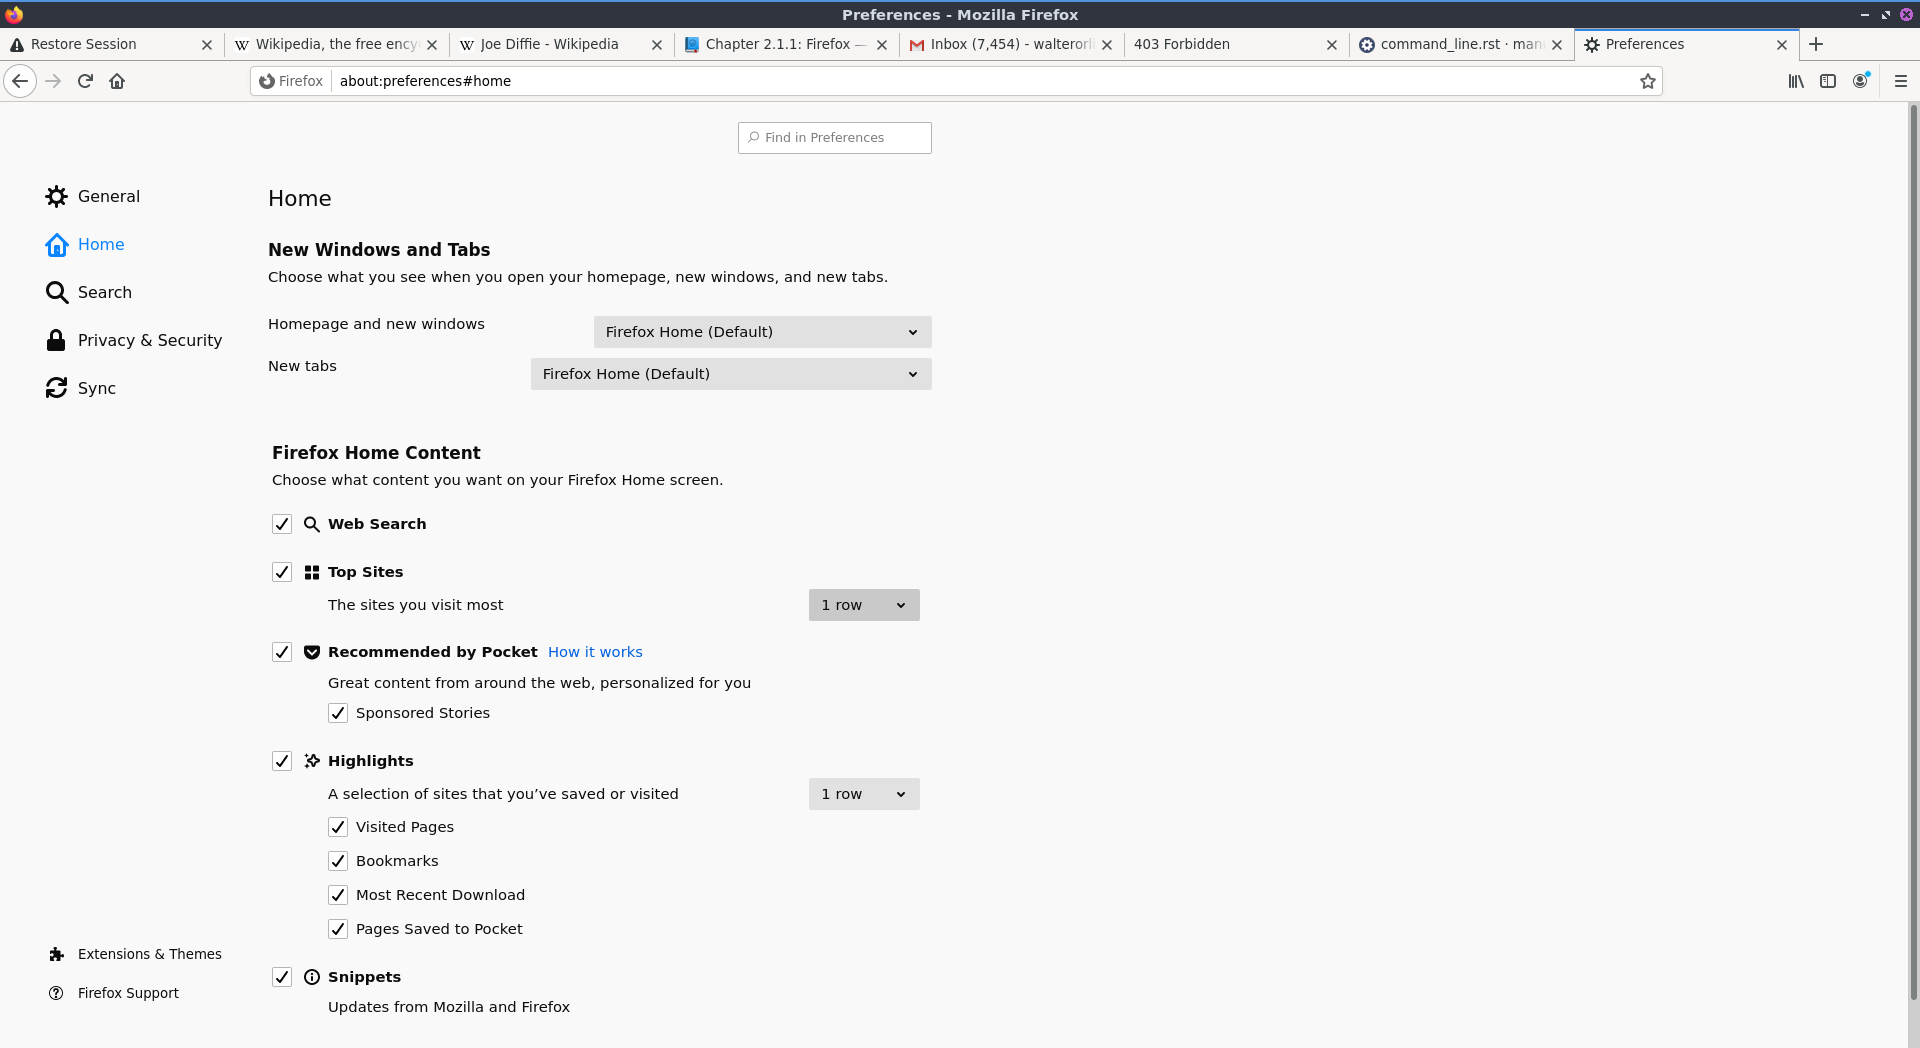 Preferences - Mozilla Firefox
Restore Session
Wikipedia, the free ency
Joe Diffie - Wikipedia
Chapter 2.1.1: Firefox —
Inbox (7,454) - walterorl
403 Forbidden
command_line.rst · man
Preferences
Firefox about:preferences#home
Find in Preferences
General
Home
Search
Privacy & Security
Sync
Extensions & Themes
Firefox Support
Home
New Windows and Tabs
Choose what you see when you open your homepage, new windows, and new tabs.
Homepage and new windows Firefox Home (Default)
New tabs Firefox Home (Default)
Firefox Home Content
Choose what content you want on your Firefox Home screen.
Web Search
Top Sites
The sites you visit most 1 row
Recommended by Pocket How it works
Great content from around the web, personalized for you
Sponsored Stories
Highlights
A selection of sites that you’ve saved or visited 1 row
Visited Pages
Bookmarks
Most Recent Download
Pages Saved to Pocket
Snippets
Updates from Mozilla and Firefox